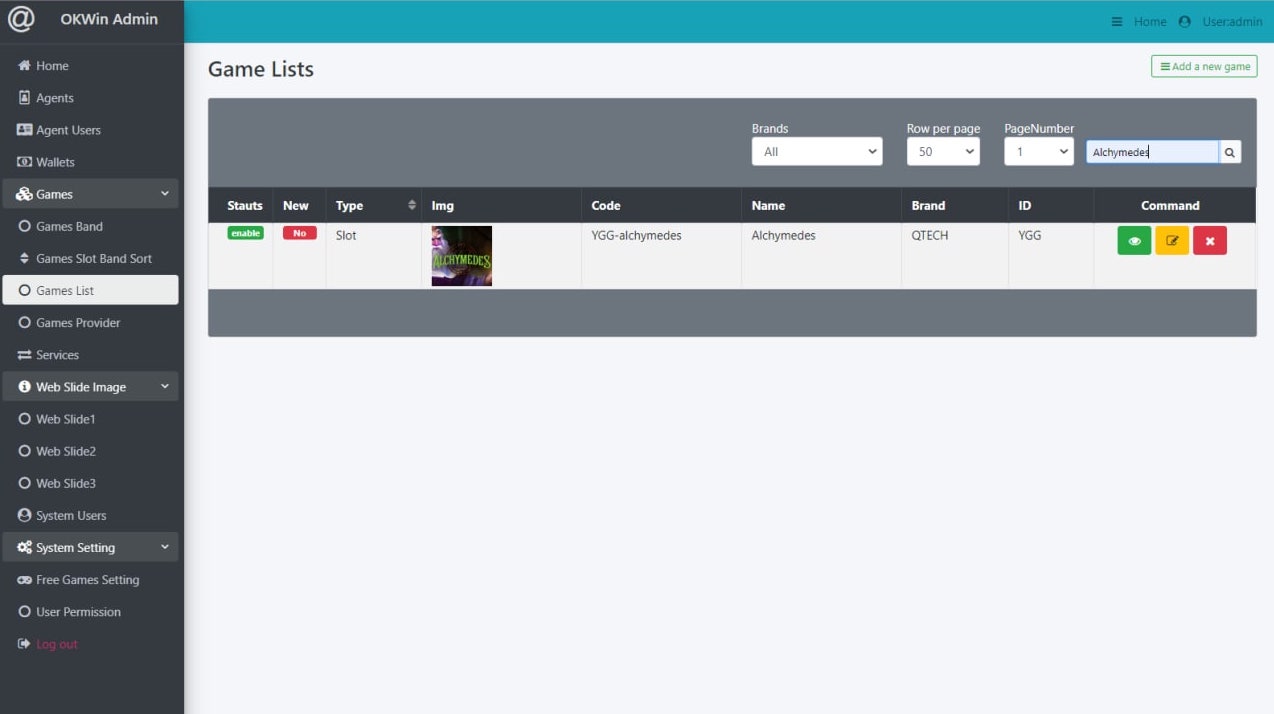 @ OKWin Admin
Home User:admin
Home
Agents
Agent Users
Wallets
Games
Games Band
Games Slot Band Sort
Games List
Games Provider
Services
Web Slide Image
Web Slide1
Web Slide2
Web Slide3
System Users
System Setting
Free Games Setting
User Permission
Log out
Game Lists
Add a new game
Brands Row per page PageNumber
All 50 1 Alchymedes
Stauts New Type Img Code Name Brand ID Command
enable No Slot ALCHYMEDES YGG-alchymedes Alchymedes QTECH YGG